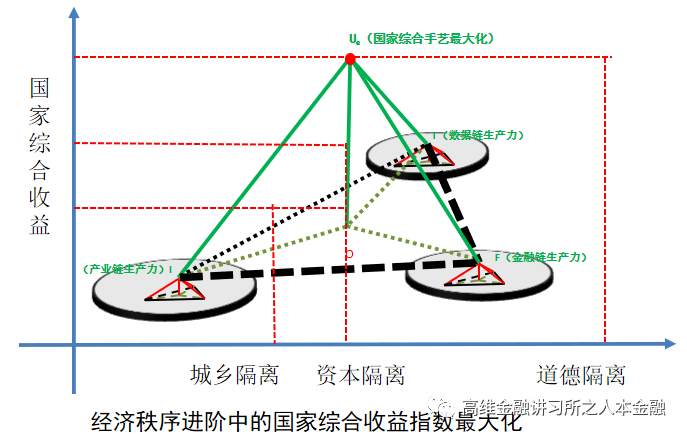 Ue（国家综合手艺最大化）
国家综合收益
T（数据链生产力）
D
（产业链生产力）I
F（金融链生产力）
城乡隔离
资本隔离
道德隔离
高维金融讲习所之人本金融
经济秩序进阶中的国家综合收益指数最大化